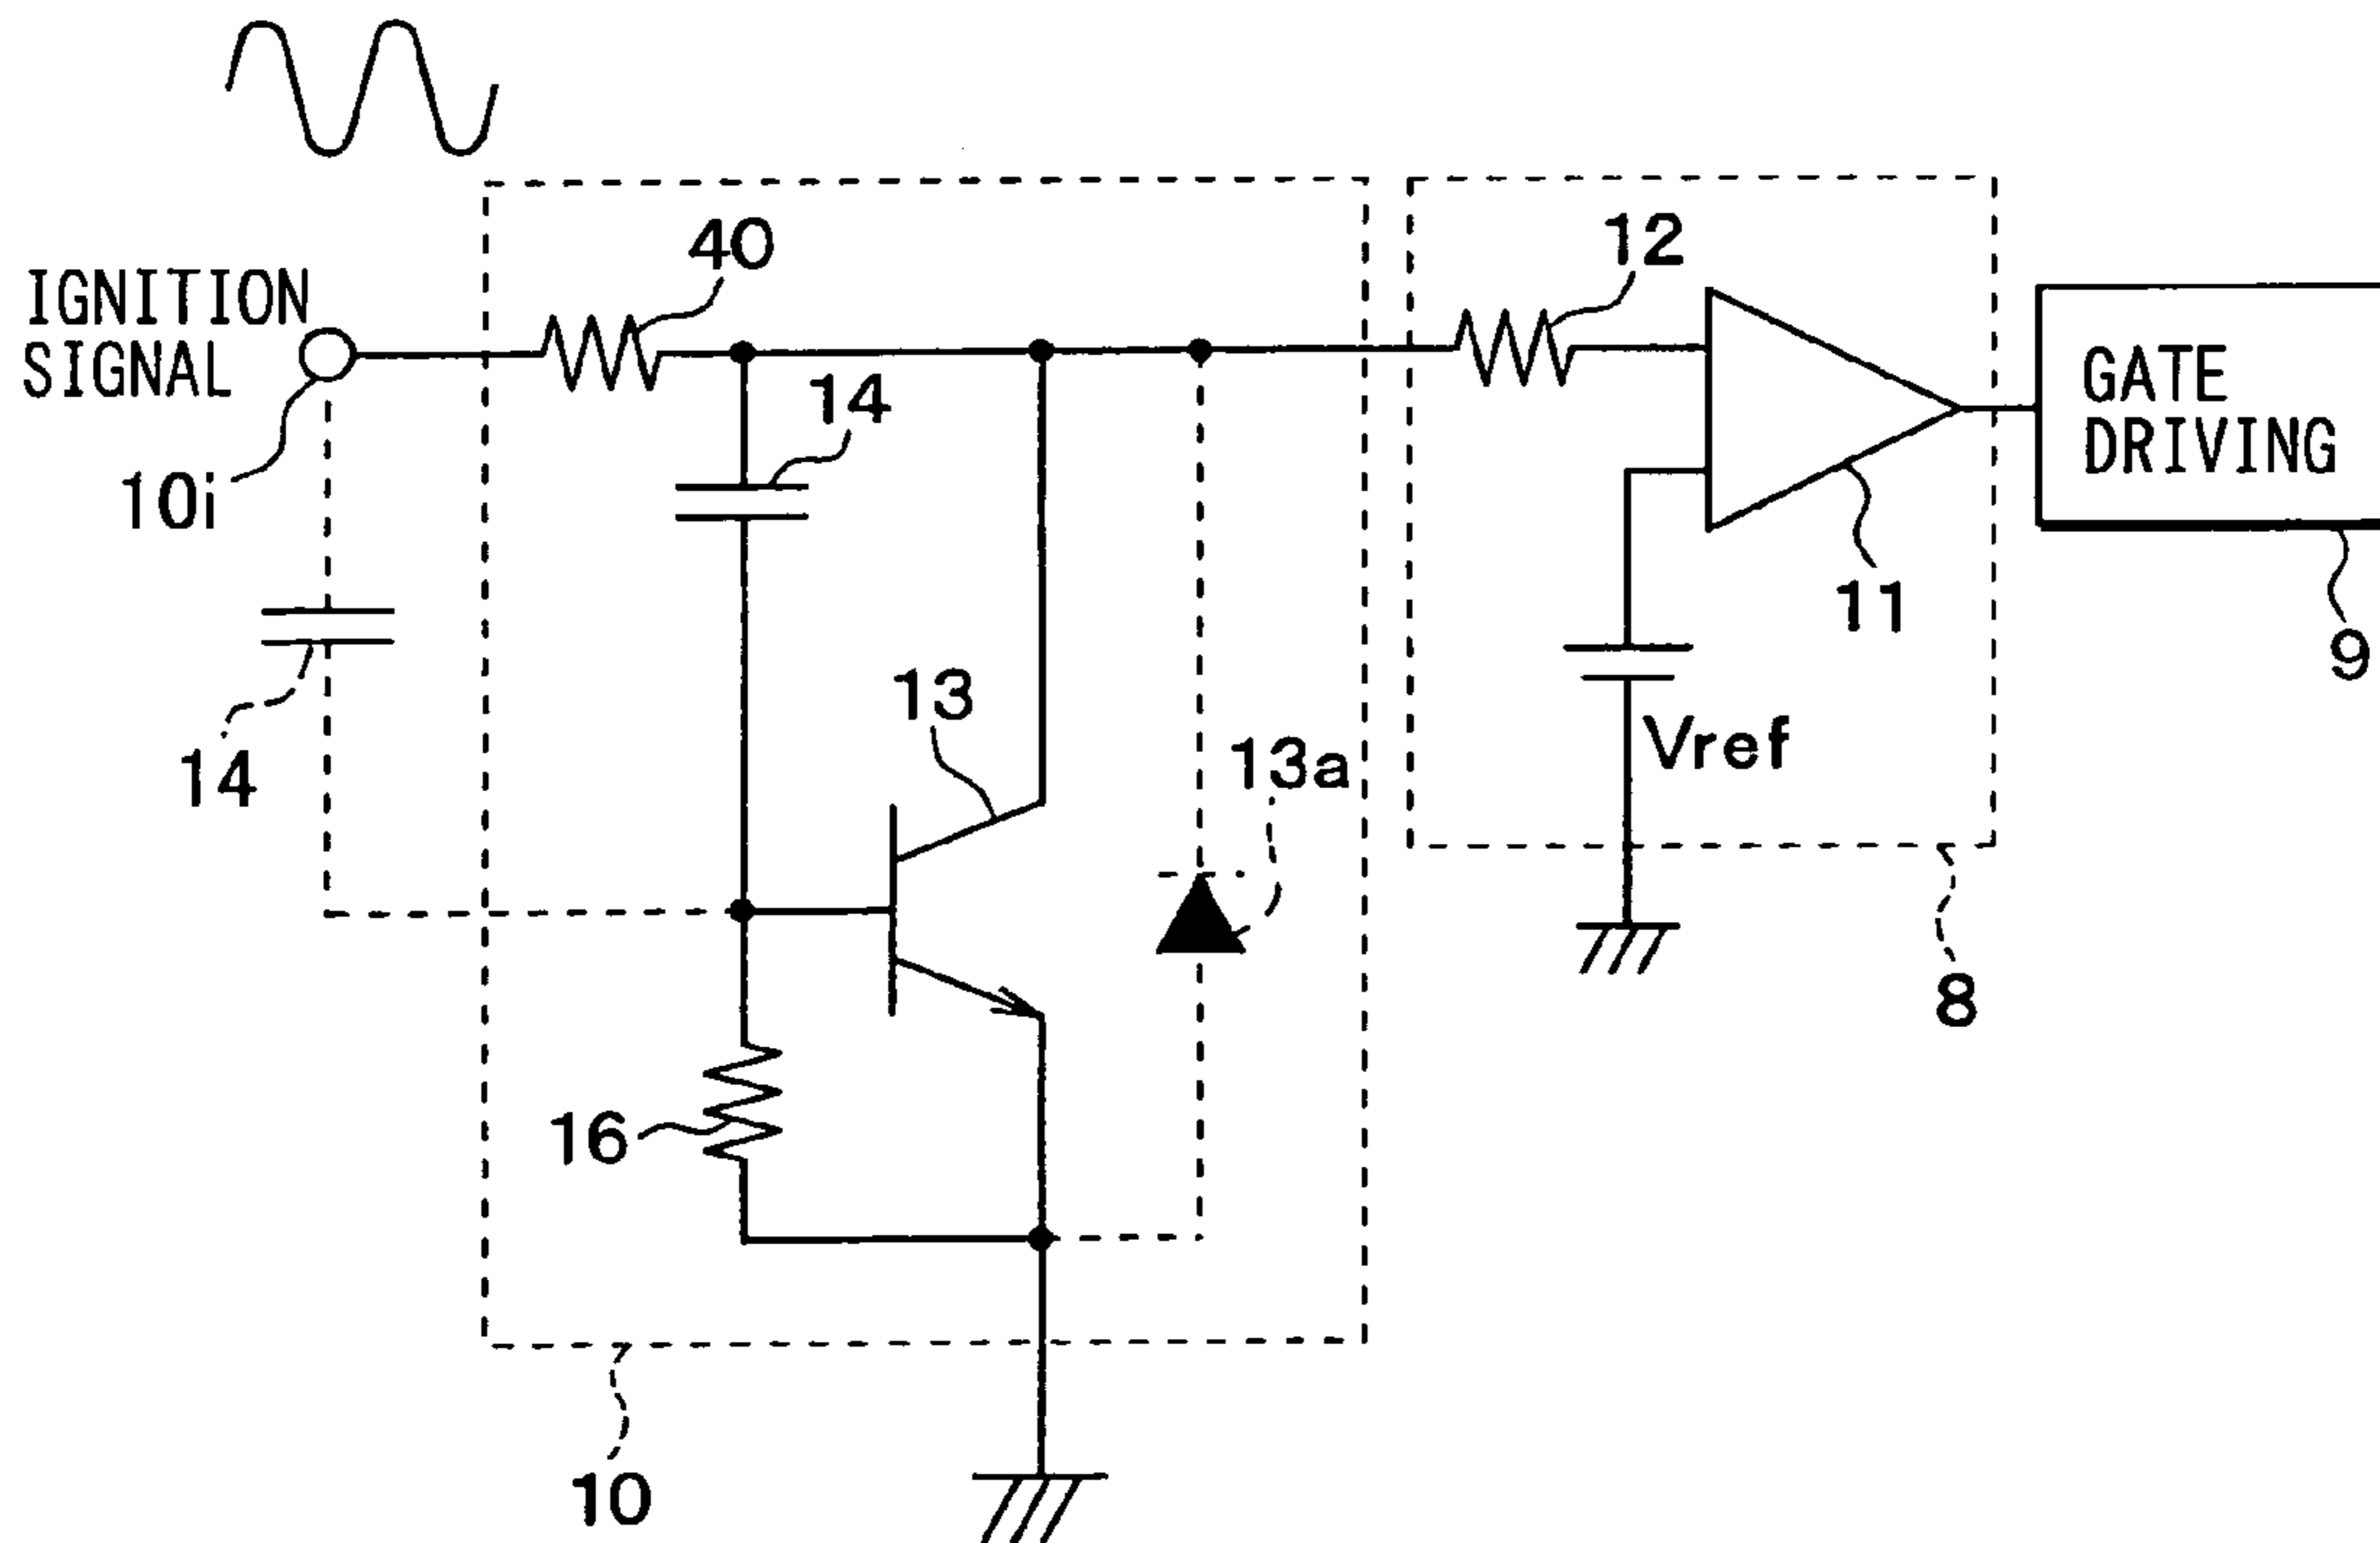 40
12
IGNITION
SIGNAL
14
GATE
DRIVING
10i
11
9
13
Vref
13a
14
8
16
10